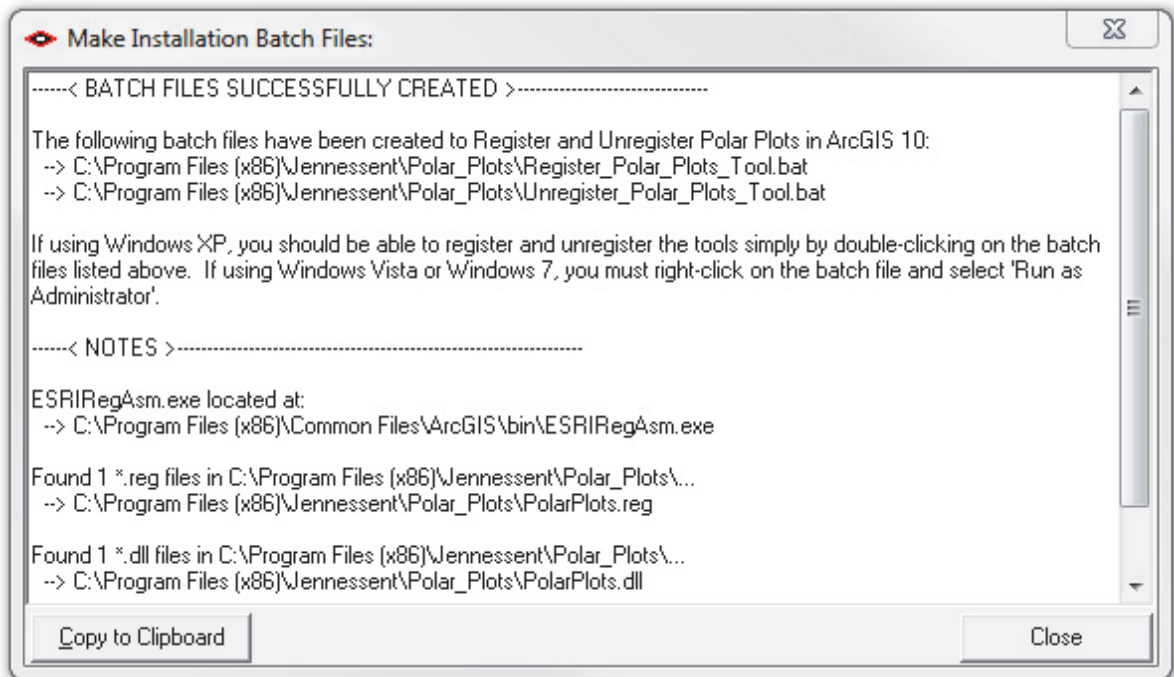 Make Installation Batch Files:
------< BATCH FILES SUCCESSFULLY CREATED >--------------------------------
The following batch files have been created to Register and Unregister Polar Plots in ArcGIS 10:
--> C:\Program Files (x86)\Jennessent\Polar_Plots\Register_Polar_Plots_Tool.bat
--> C:\Program Files (x86)\Jennessent\Polar_Plots\Unregister_Polar_Plots_Tool.bat
If using Windows XP, you should be able to register and unregister the tools simply by double-clicking on the batch
files listed above.  If using Windows Vista or Windows 7, you must right-click on the batch file and select 'Run as
Administrator'.
------< NOTES >--------------------------------------------------------------------
ESRIRegAsm.exe located at:
--> C:\Program Files (x86)\Common Files\ArcGIS\bin\ESRIRegAsm.exe
Found 1 *.reg files in C:\Program Files (x86)\Jennessent\Polar_Plots\...
--> C:\Program Files (x86)\Jennessent\Polar_Plots\PolarPlots.reg
Found 1 *.dll files in C:\Program Files (x86)\Jennessent\Polar_Plots\...
--> C:\Program Files (x86)\Jennessent\Polar_Plots\PolarPlots.dll
Copy to Clipboard
Close